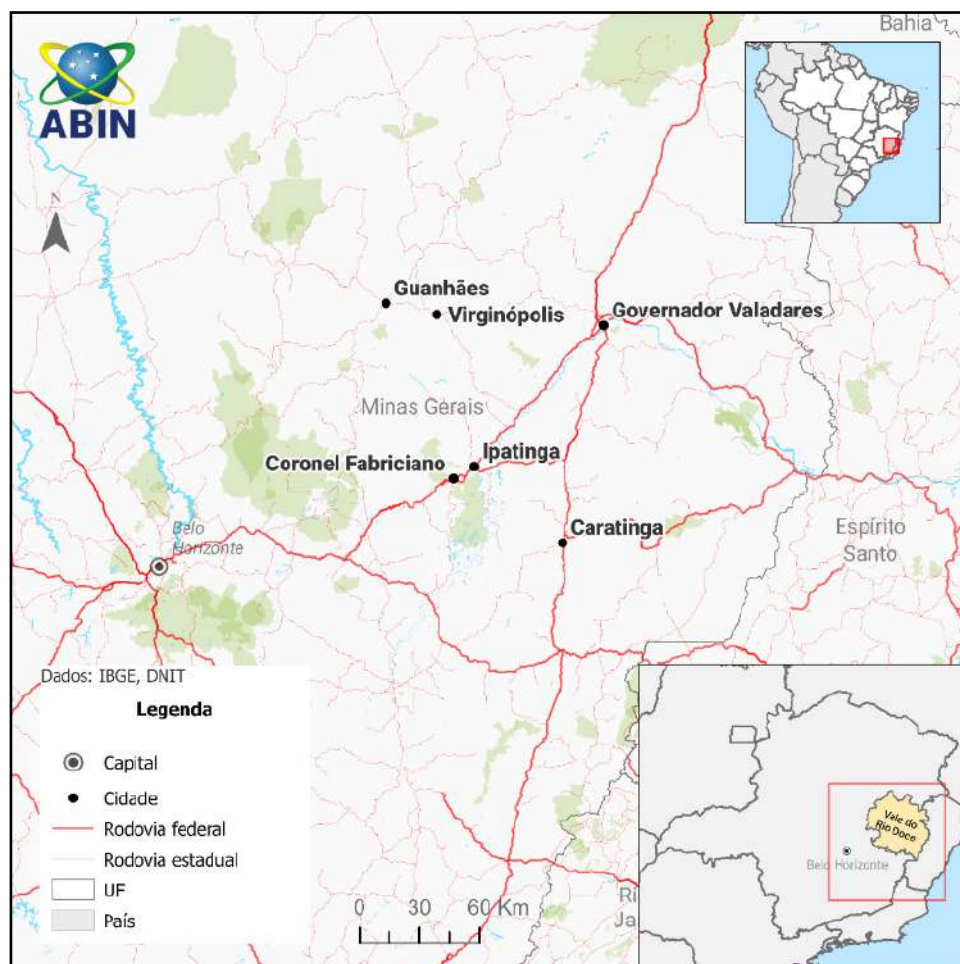 Bahia
ABIN
N
Guanhães
Virginópolis
Governador Valadares
Minas Gerais
Ipatinga
Coronel Fabriciano
Belo
Horizonte
Caratinga
Espírito
Santo
Dados: IBGE, DNIT
Legenda
Capital
Cidade
Rodovia federal
Rodovia estadual
UF
País
0 30 60 Km
Ri
Ja
Vale do
Rio Doce
Belo Horizonte